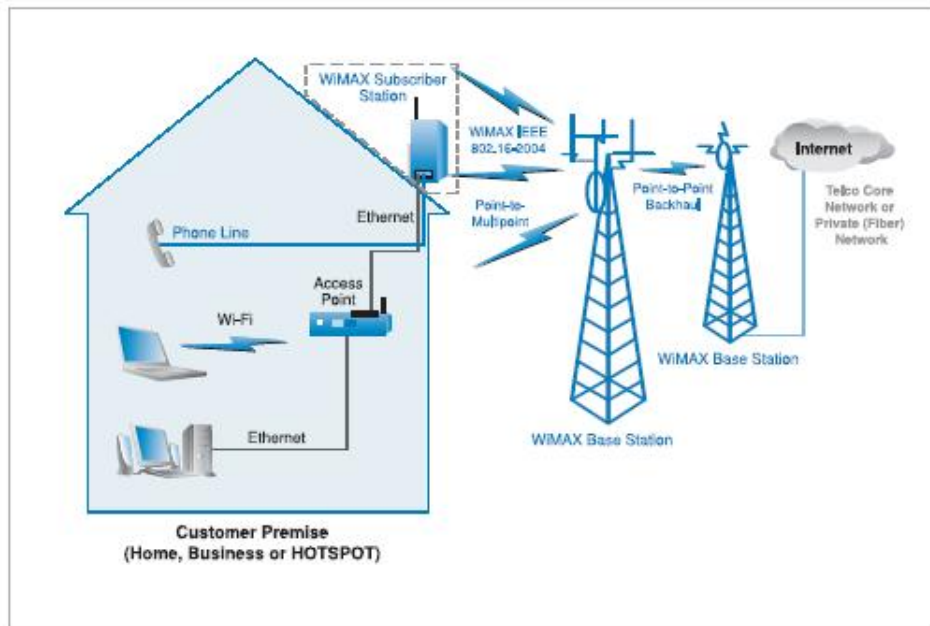 WiMAX Subscriber
Station
WiMAX IEEE
802.16-2004
Internet
Point-to-Point
Backhaul
Telco Core
Network or
Private (Fiber)
Network
Ethernet
Point-to-
Multipoint
Phone Line
Access
Point
Wi-Fi
WiMAX Base Station
Ethernet
WiMAX Base Station
Customer Premise
(Home, Business or HOTSPOT)